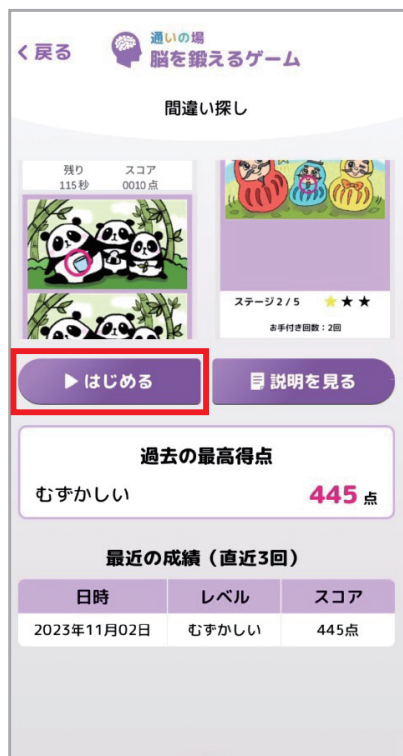 戻る
通いの場
脳を鍛えるゲーム
間違い探し
残り スコア
115秒 0010点
ステージ2 / 5
お手付き回数:2回
はじめる
説明を見る
過去の最高得点
むずかしい 445点
最近の成績(直近3回)
日時 レベル スコア
2023年11月02日 むずかしい 445点